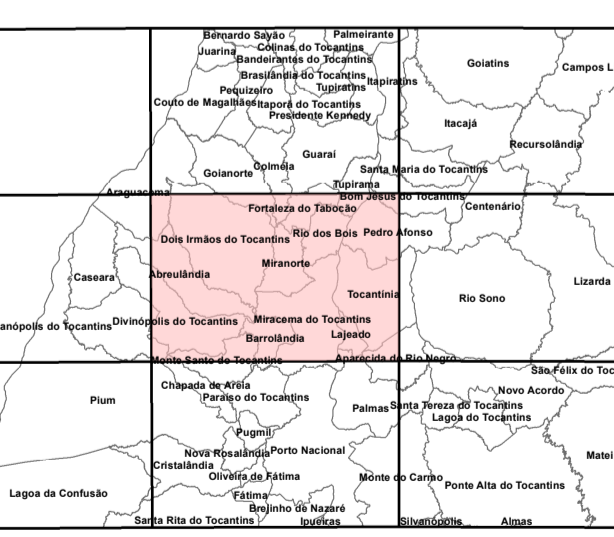 Bernardo Sayão
Palmeirante
Juarina
Colinas do Tocantins
Bandeirantes do Tocantins
Goiatins
Campos L
Brasilândia do Tocantins
Itapiratins
Pequizeiro
Tupiratins
Couto de Magalhães
Itaporã do Tocantins
Presidente Kennedy
Itacajá
Recursolândia
Guaraí
Colméia
Goianorte
Santa Maria do Tocantins
Tupirama
Araguacema
Bom Jesus do Tocantins
Centenário
Fortaleza do Tabocão
Rio dos Bois
Pedro Afonso
Dois Irmãos do Tocantins
Miranorte
Abreulândia
Caseara
Lizarda
Tocantínia
Rio Sono
anópolis do Tocantins
Divinópolis do Tocantins
Miracema do Tocantins
Lajeado
Barrolândia
Monte Santo do Tocantins
Aparecida do Rio Negro
São Félix do Toc
Chapada de Areia
Novo Acordo
Paraíso do Tocantins
Pium
Palmas
Santa Tereza do Tocantins
Lagoa do Tocantins
Pugmil
Nova Rosalândia
Porto Nacional
Matei
Cristalândia
Oliveira de Fátima
Monte do Carmo
Ponte Alta do Tocantins
Lagoa da Confusão
Fátima
Brejinho de Nazaré
Santa Rita do Tocantins
Ipueiras
Silvanópolis
Almas